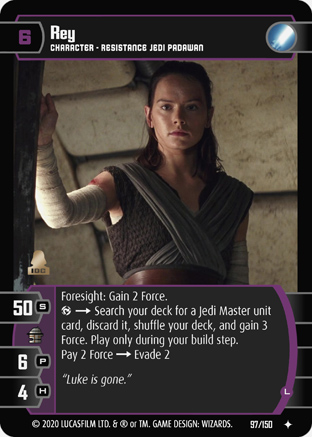 6
Rey
CHARACTER - RESISTANCE JEDI PADAWAN
50 S
6 P
4 H
Foresight: Gain 2 Force.
→ Search your deck for a Jedi Master unit
card, discard it, shuffle your deck, and gain 3
Force. Play only during your build step.
Pay 2 Force → Evade 2
"Luke is gone."
L
© 2020 LUCASFILM LTD. & ® or TM. GAME DESIGN: WIZARDS. 97/150